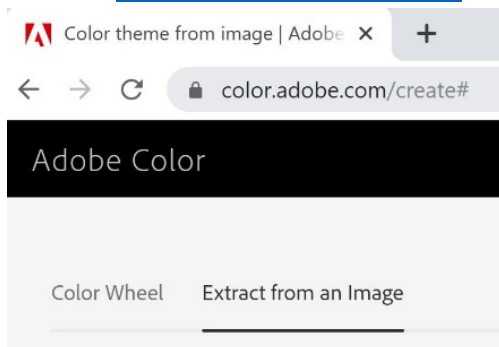 Color theme from image | Adobe
color.adobe.com/create#
Adobe Color
Color Wheel Extract from an Image